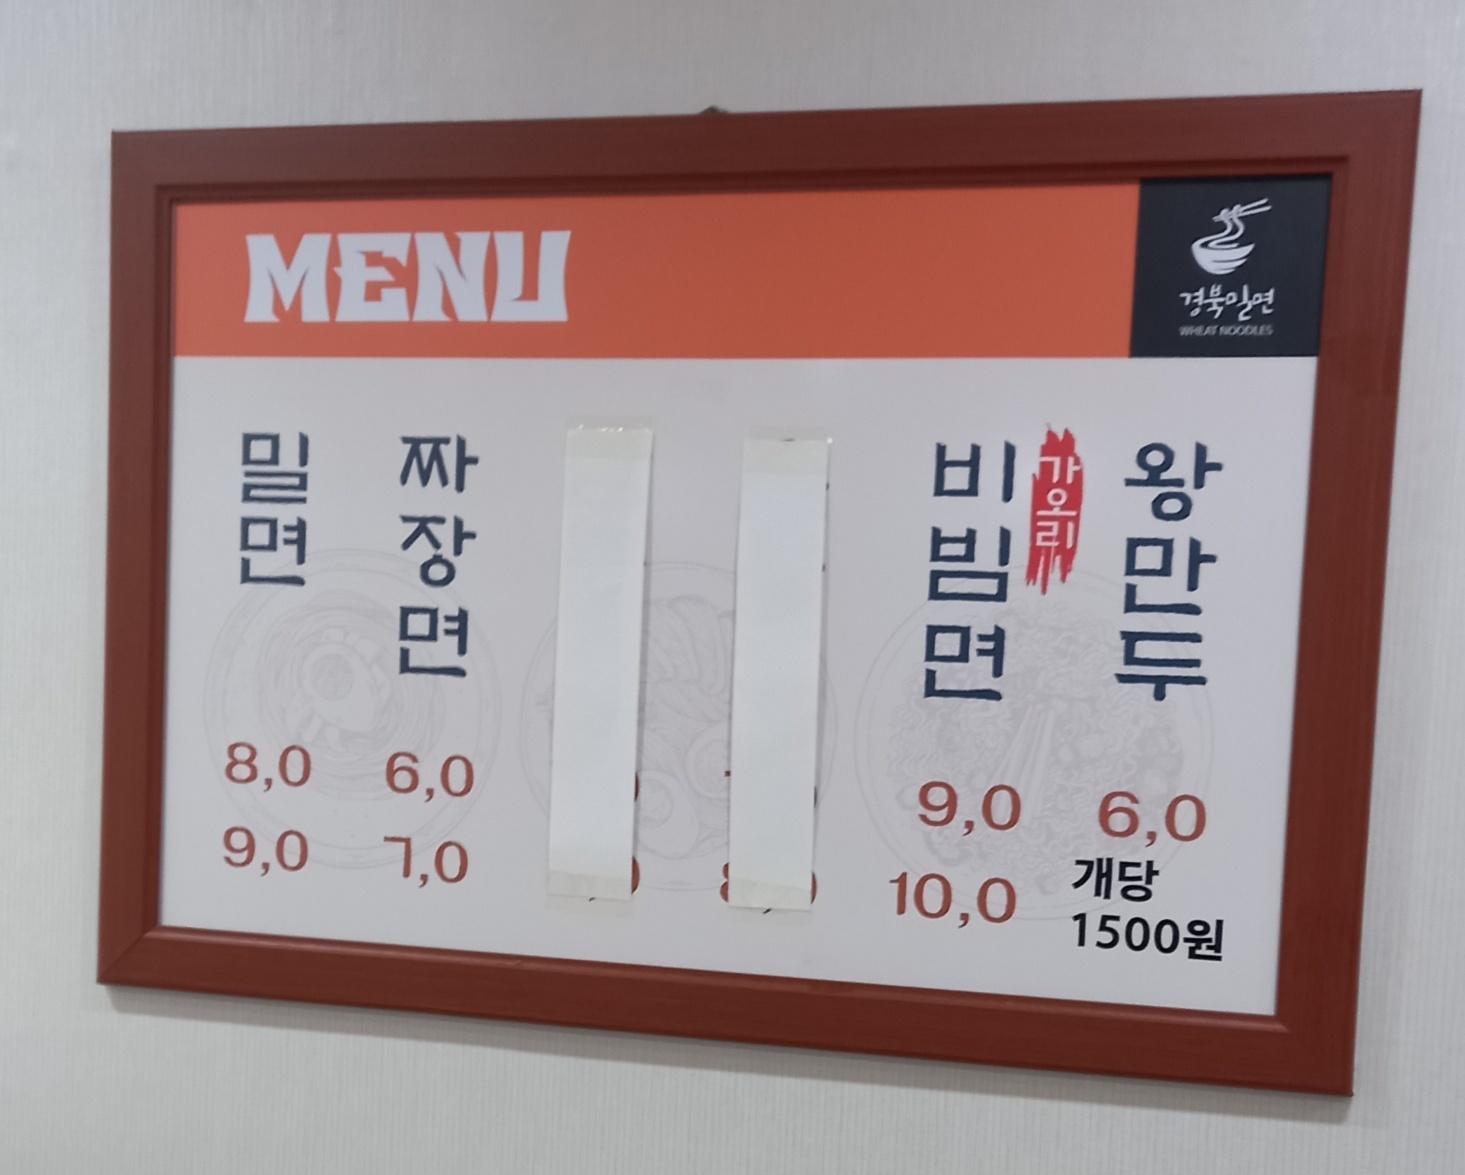 MENU
경북밀면
WHEAT NOODLES
밀면
8,0
9,0
짜장면
6,0
7,0
비빔면
가오리
9,0
10,0
왕만두
6,0
개당
1500원